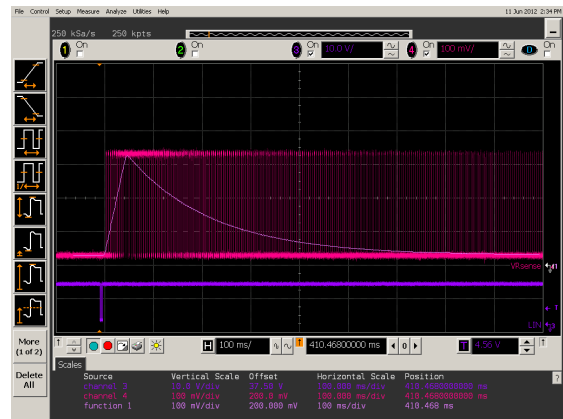 File Control Setup Measure Analyze Utilities Help 11 Jun 2012 2:34 PM
250 kSa/s 250 kpts
1 On 2 On 3 On 10.0 V/ 4 On 100 mV/ D On
1/
VRsense
T
LIN
More
(1 of 2)
Delete
All
H 100 ms/ 410.46800000 ms 0 T 4.56 V
Scales
Source Vertical Scale Offset Horizontal Scale Position
channel 3 10.0 V/div 37.50 V 100.000 ms/div 410.4680000000 ms
channel 4 100 mV/div 200.0 mV 100.000 ms/div 410.4680000000 ms
function 1 100 mV/div 200.000 mV 100 ms/div 410.468 ms
?